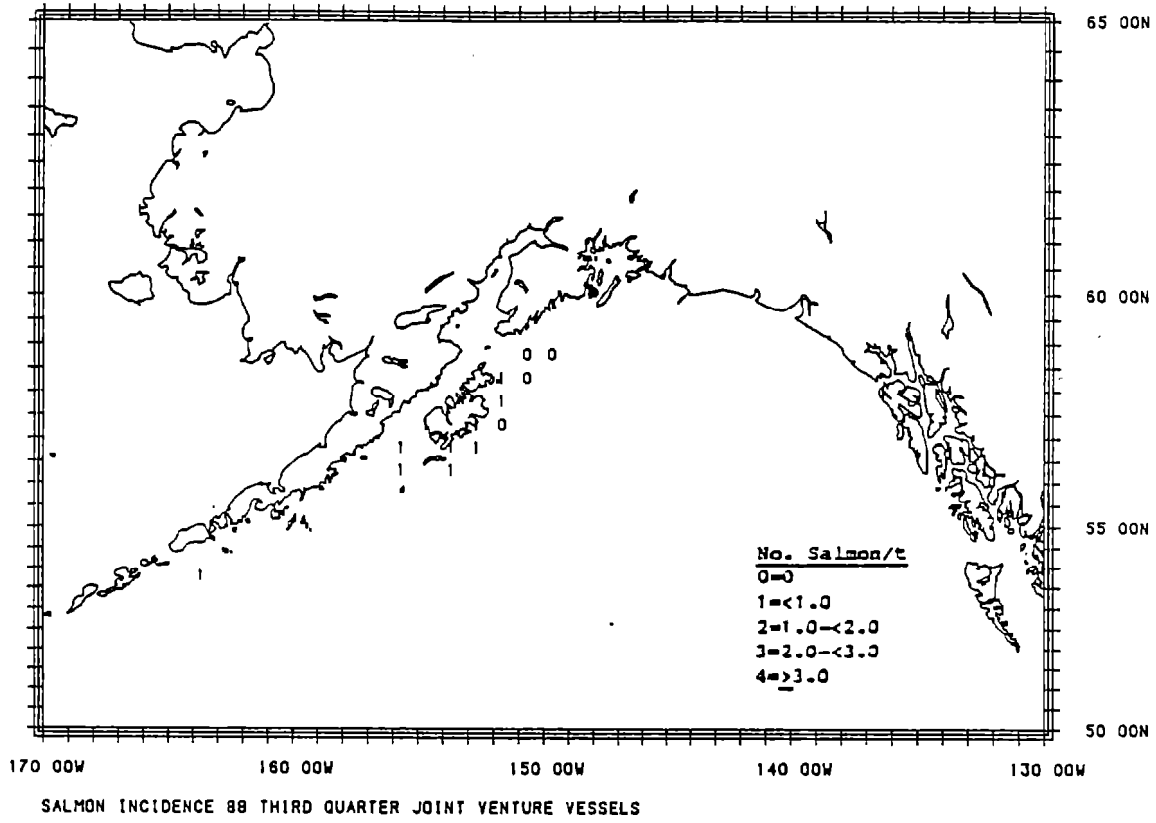 65 00N
60 00N
0 0
1 0
1
0
1 1 1
1 1
55 00N
1
No. Salmon/t
0=0
1=<1.0
2=1.0-<2.0
3=2.0-<3.0
4=≥3.0
50 00N
170 00W 160 00W 150 00W 140 00W 130 00W
SALMON INCIDENCE 88 THIRD QUARTER JOINT VENTURE VESSELS